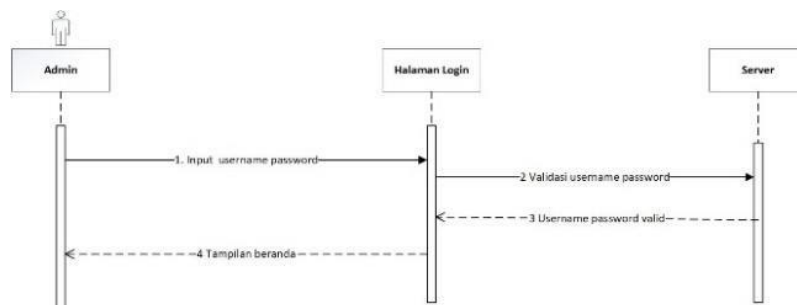 Admin
Halaman Login
Server
1. Input username password
2 Validasi username password
3 Username password valid
4 Tampilan beranda